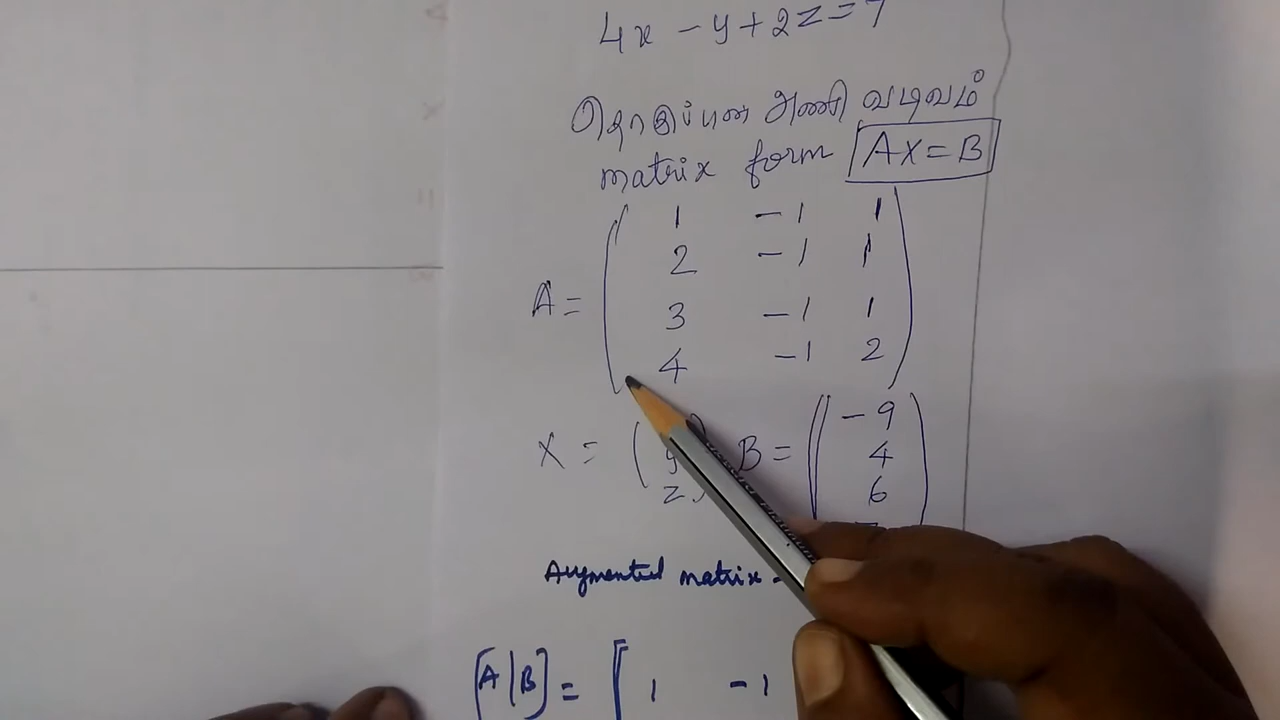 4x - y + 2z = 7
அணி வடிவம்
matrix form AX = B
1 -1 1
2 -1 1
A = 3 -1 1
4 -1 2
X = ( y z ) B = ( -9 4 6
Augmented matrix -
[A|B] = [ 1 -1